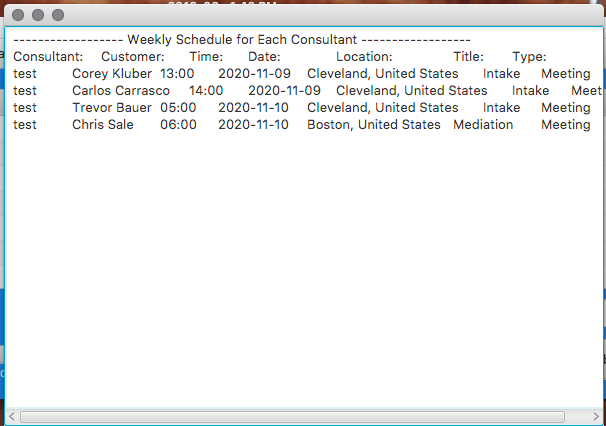 ------------------ Weekly Schedule for Each Consultant ------------------
Consultant: Customer: Time: Date: Location: Title: Type:
test Corey Kluber 13:00 2020-11-09 Cleveland, United States Intake Meeting
test Carlos Carrasco 14:00 2020-11-09 Cleveland, United States Intake Meet
test Trevor Bauer 05:00 2020-11-10 Cleveland, United States Intake Meeting
test Chris Sale 06:00 2020-11-10 Boston, United States Mediation Meeting